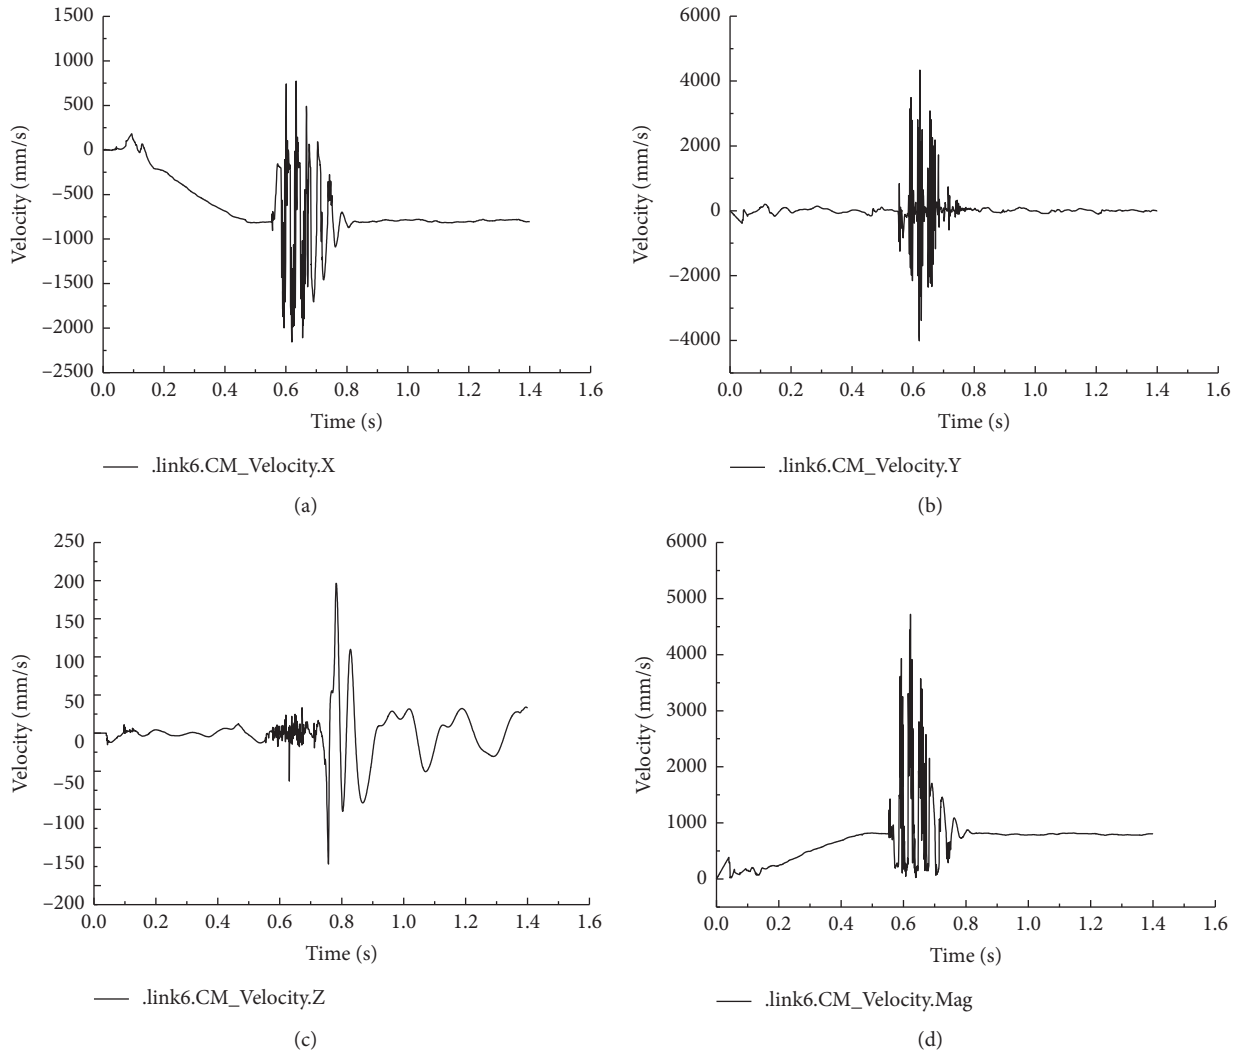 1500
1000
500
0
−500
−1000
−1500
−2000
−2500
Velocity (mm/s)
0.0 0.2 0.4 0.6 0.8 1.0 1.2 1.4 1.6
Time (s)
.link6.CM_Velocity.X
(a)
6000
4000
2000
0
−2000
−4000
Velocity (mm/s)
0.0 0.2 0.4 0.6 0.8 1.0 1.2 1.4 1.6
Time (s)
.link6.CM_Velocity.Y
(b)
250
200
150
100
50
0
−50
−100
−150
−200
Velocity (mm/s)
0.0 0.2 0.4 0.6 0.8 1.0 1.2 1.4 1.6
Time (s)
.link6.CM_Velocity.Z
(c)
6000
5000
4000
3000
2000
1000
0
Velocity (mm/s)
0.0 0.2 0.4 0.6 0.8 1.0 1.2 1.4 1.6
Time (s)
.link6.CM_Velocity.Mag
(d)